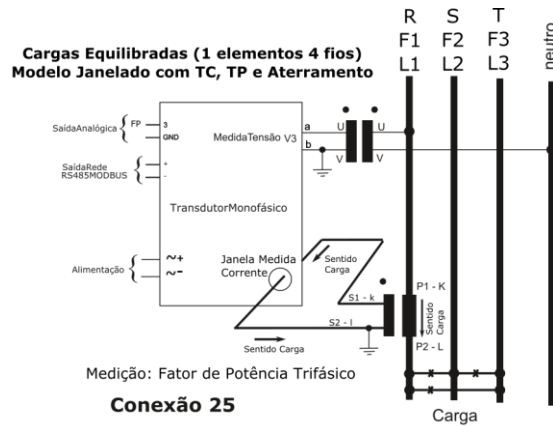 Cargas Equilibradas (1 elementos 4 fios)
Modelo Janelado com TC, TP e Aterramento
R S T
F1 F2 F3
L1 L2 L3
neutro
SaídaAnalógica
FP
3
GND
MedidaTensão V3
a
b
U
U
V
V
SaídaRede
RS485MODBUS
+
-
TransdutorMonofásico
Alimentação
~+
~-
Janela Medida
Corrente
Sentido
Carga
S1 - k
S2 - l
Sentido Carga
P1 - K
Sentido
Carga
P2 - L
Medição: Fator de Potência Trifásico
Conexão 25
Carga